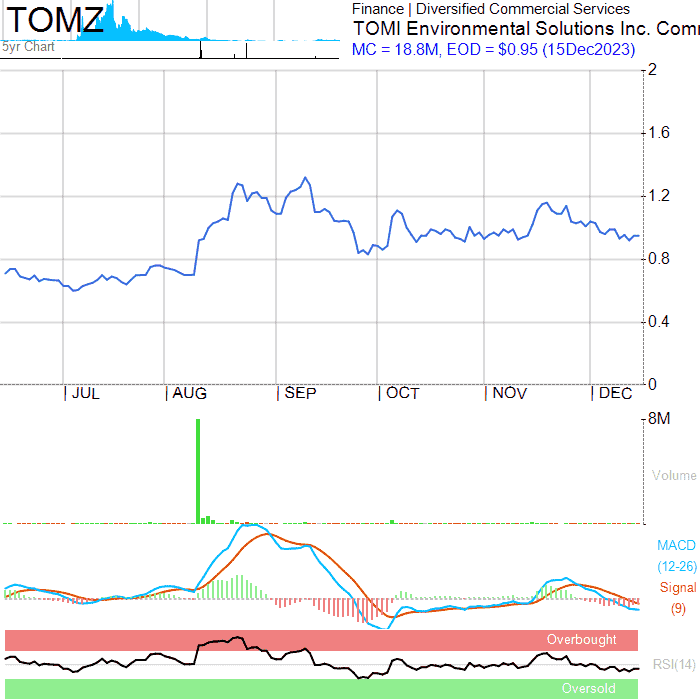 TOMZ
5yr Chart
Finance | Diversified Commercial Services
TOMI Environmental Solutions Inc. Com
MC = 18.8M, EOD = $0.95 (15Dec2023)
2
1.6
1.2
0.8
0.4
0
JUL AUG SEP OCT NOV DEC
8M
Volume
MACD
(12-26)
Signal
(9)
Overbought
RSI(14)
Oversold